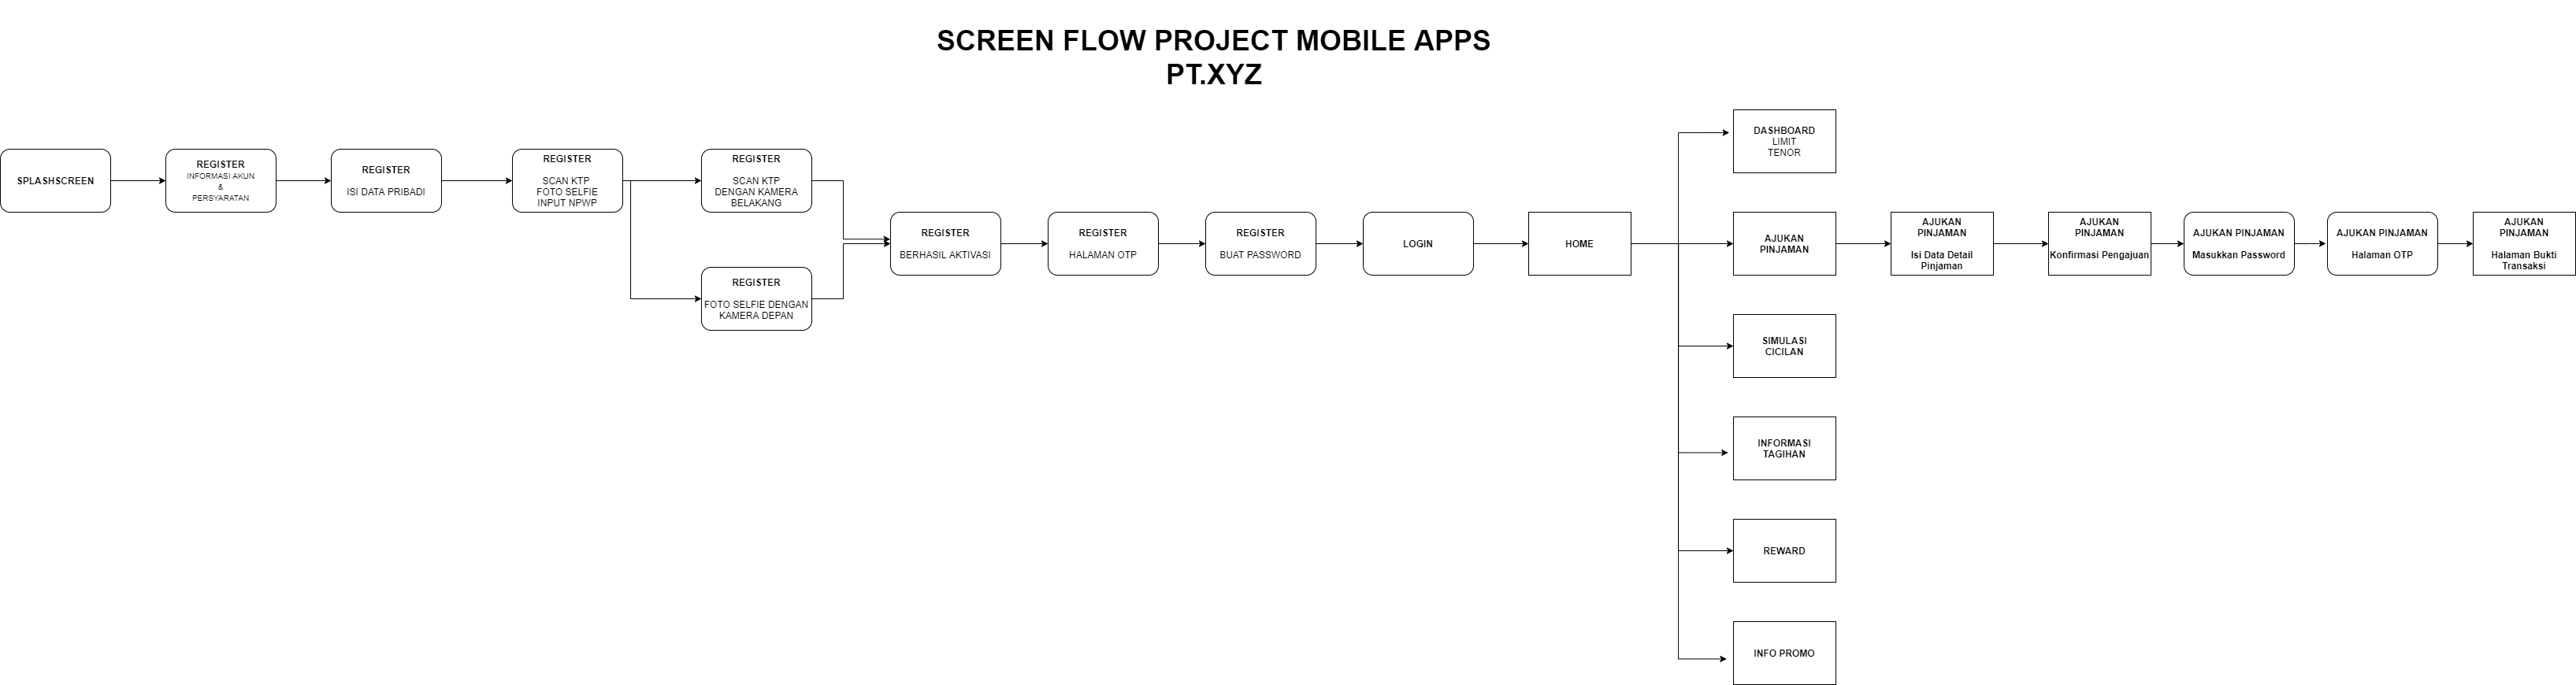 SCREEN FLOW PROJECT MOBILE APPS
PT.XYZ
SPLASHSCREEN
REGISTER
INFORMASI AKUN
&
PERSYARATAN
REGISTER
ISI DATA PRIBADI
REGISTER
SCAN KTP
FOTO SELFIE
INPUT NPWP
REGISTER
SCAN KTP
DENGAN KAMERA
BELAKANG
REGISTER
FOTO SELFIE DENGAN
KAMERA DEPAN
REGISTER
BERHASIL AKTIVASI
REGISTER
HALAMAN OTP
REGISTER
BUAT PASSWORD
LOGIN
HOME
DASHBOARD
LIMIT
TENOR
AJUKAN
PINJAMAN
AJUKAN
PINJAMAN
Isi Data Detail
Pinjaman
AJUKAN
PINJAMAN
Konfirmasi Pengajuan
AJUKAN PINJAMAN
Masukkan Password
AJUKAN PINJAMAN
Halaman OTP
AJUKAN
PINJAMAN
Halaman Bukti
Transaksi
SIMULASI
CICILAN
INFORMASI
TAGIHAN
REWARD
INFO PROMO